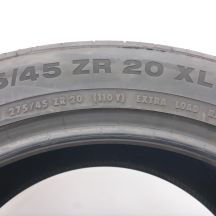 5/45 ZR 20 XL
275/45 ZR 20 (110Y) EXTRA LOAD